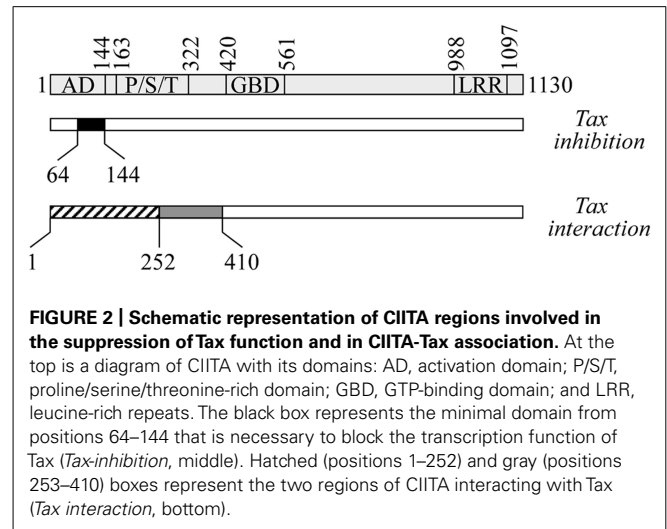 144 163 322 420 561 988 1097
1 AD P/S/T GBD LRR 1130
Tax
inhibition
64 144
Tax
interaction
1 252 410
FIGURE 2 | Schematic representation of CIITA regions involved in
the suppression of Tax function and in CIITA-Tax association. At the
top is a diagram of CIITA with its domains: AD, activation domain; P/S/T,
proline/serine/threonine-rich domain; GBD, GTP-binding domain; and LRR,
leucine-rich repeats. The black box represents the minimal domain from
positions 64–144 that is necessary to block the transcription function of
Tax (Tax-inhibition, middle). Hatched (positions 1–252) and gray (positions
253–410) boxes represent the two regions of CIITA interacting with Tax
(Tax interaction, bottom).